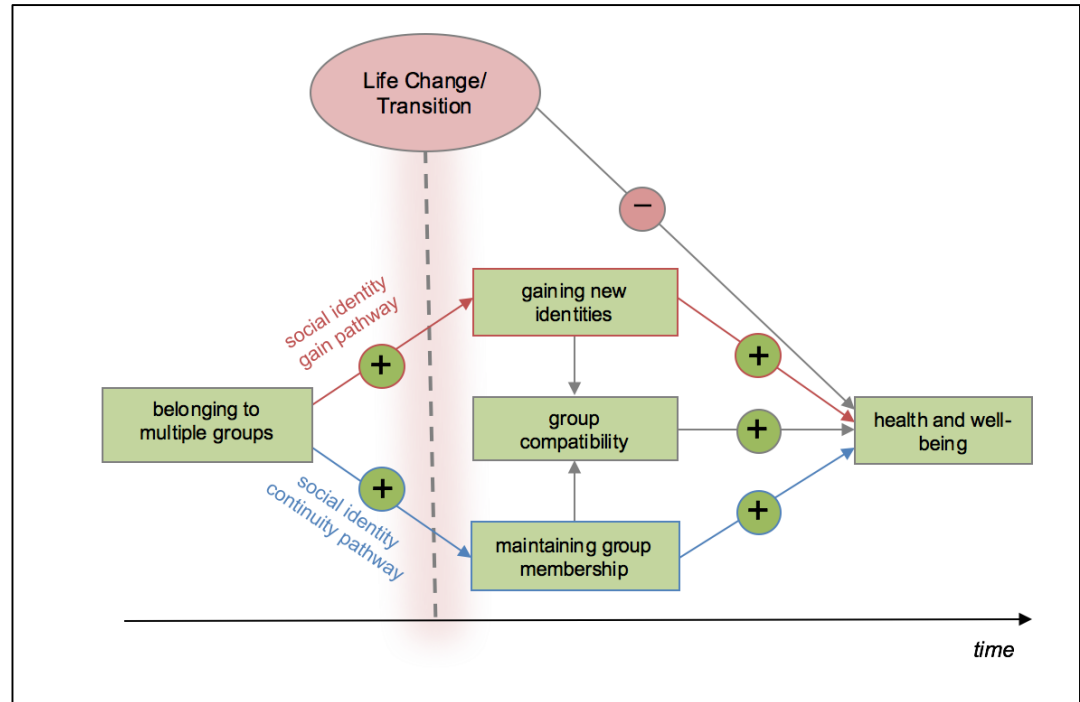 Life Change/
Transition
−
social identity
gain pathway
+
gaining new
identities
+
belonging to
multiple groups
group
compatibility
+
health and well-
being
+
social identity
continuity pathway
maintaining group
membership
+
time